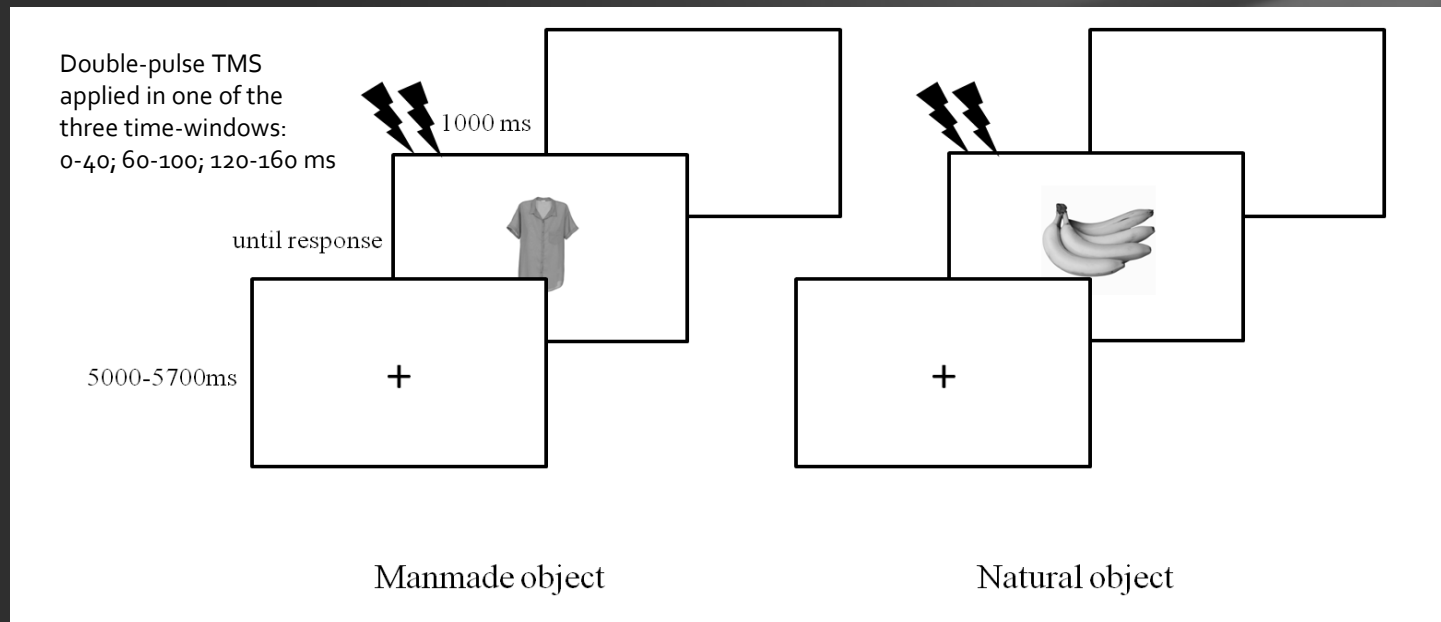 Double-pulse TMS
applied in one of the
three time-windows:
0-40; 60-100; 120-160 ms
1000 ms
until response
5000-5700ms
Manmade object
Natural object